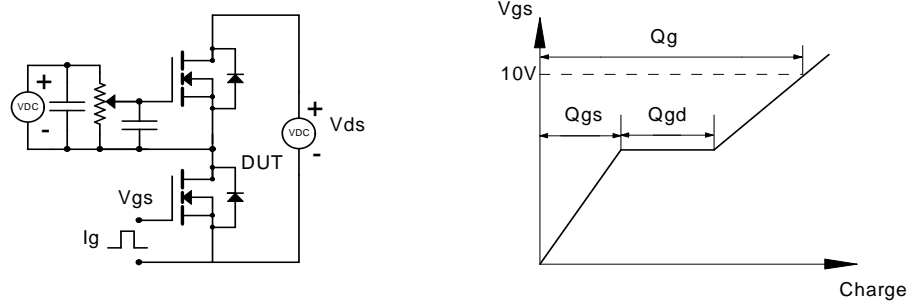 +
VDC
-
+
VDC
-
Vds
DUT
Vgs
Ig
Vgs
Qg
10V
Qgs
Qgd
Charge